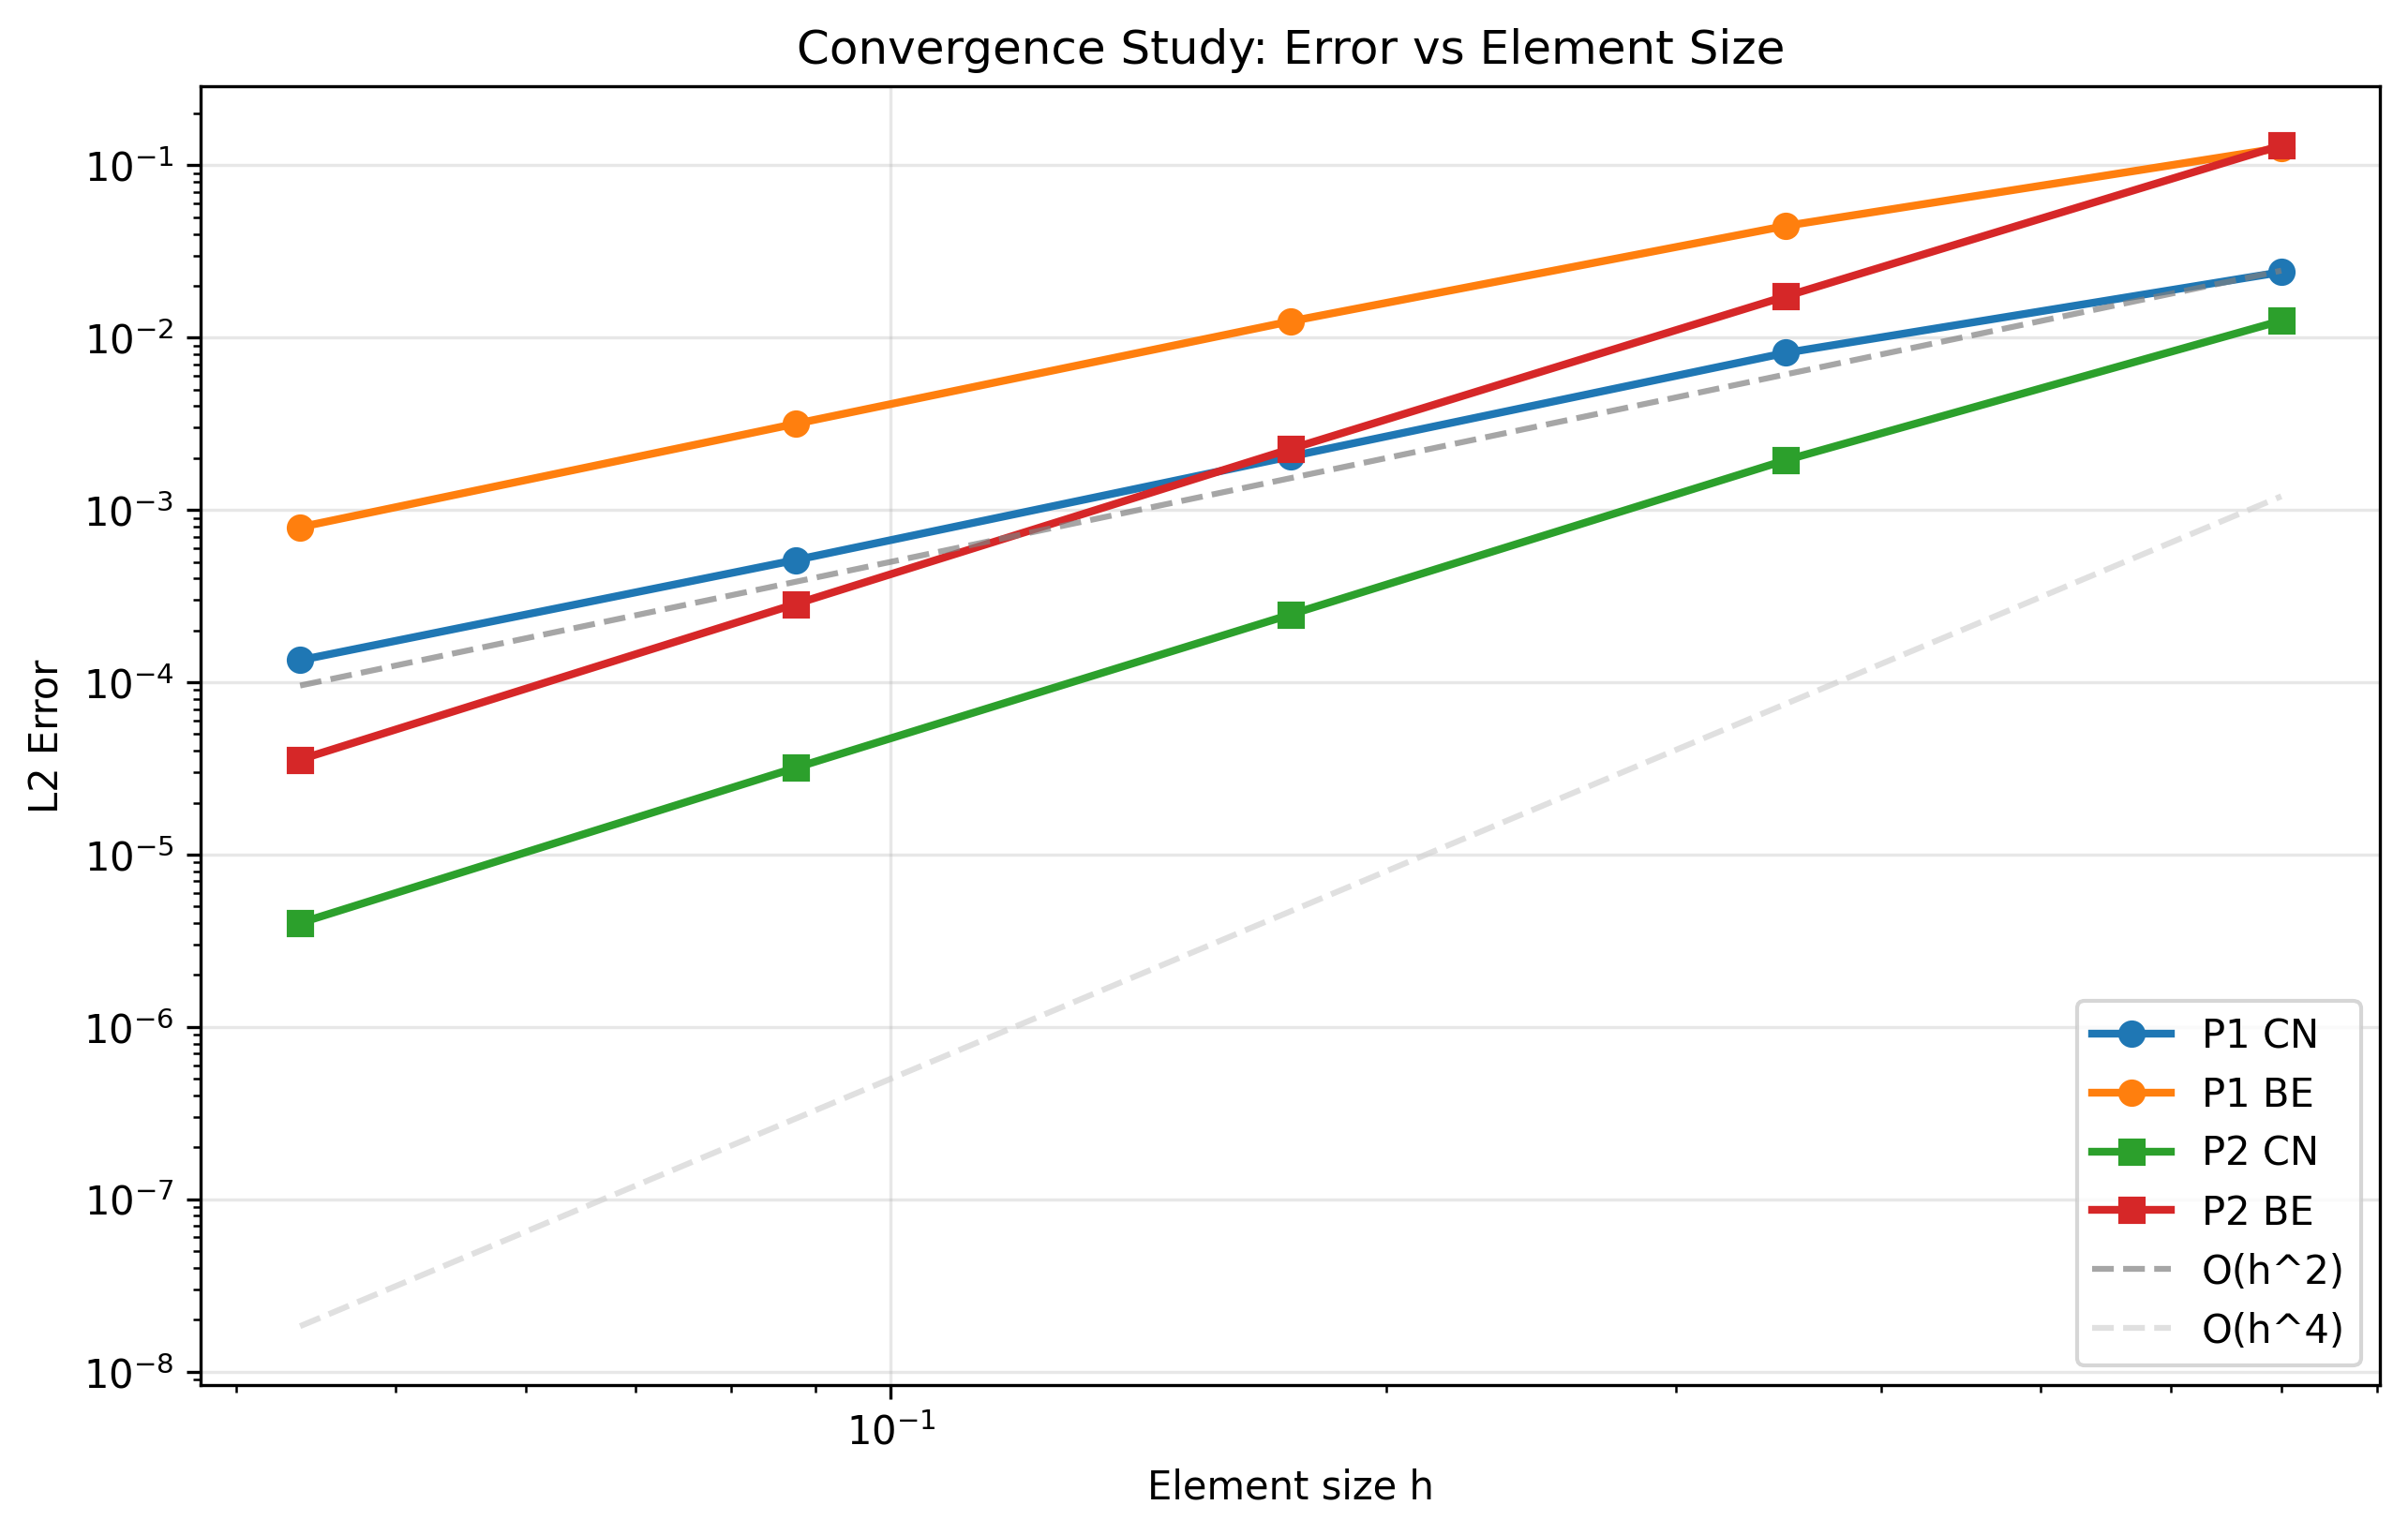 Convergence Study: Error vs Element Size
L2 Error
10⁻¹
10⁻²
10⁻³
10⁻⁴
10⁻⁵
10⁻⁶
10⁻⁷
10⁻⁸
P1 CN
P1 BE
P2 CN
P2 BE
O(h^2)
O(h^4)
10⁻¹
Element size h